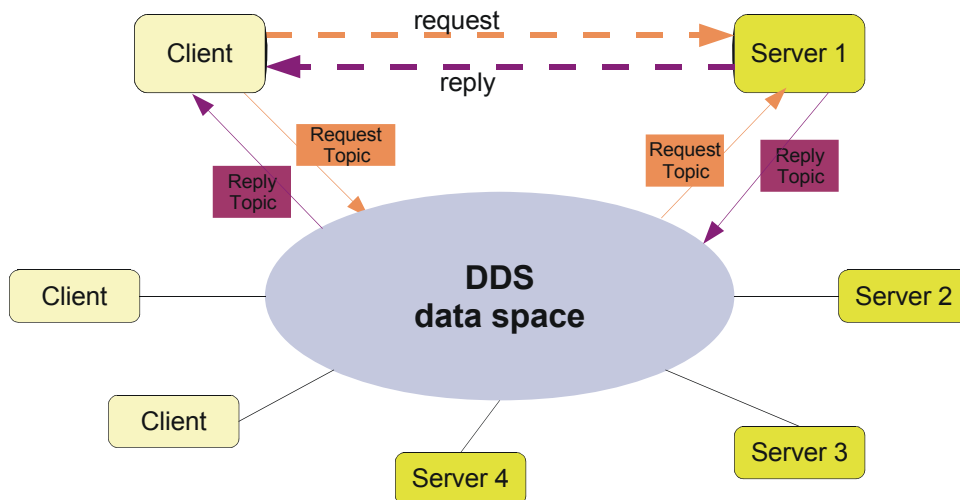 request
Client
Server 1
reply
Request
Topic
Request
Topic
Reply
Topic
Reply
Topic
DDS
data space
Client
Server 2
Client
Server 3
Server 4